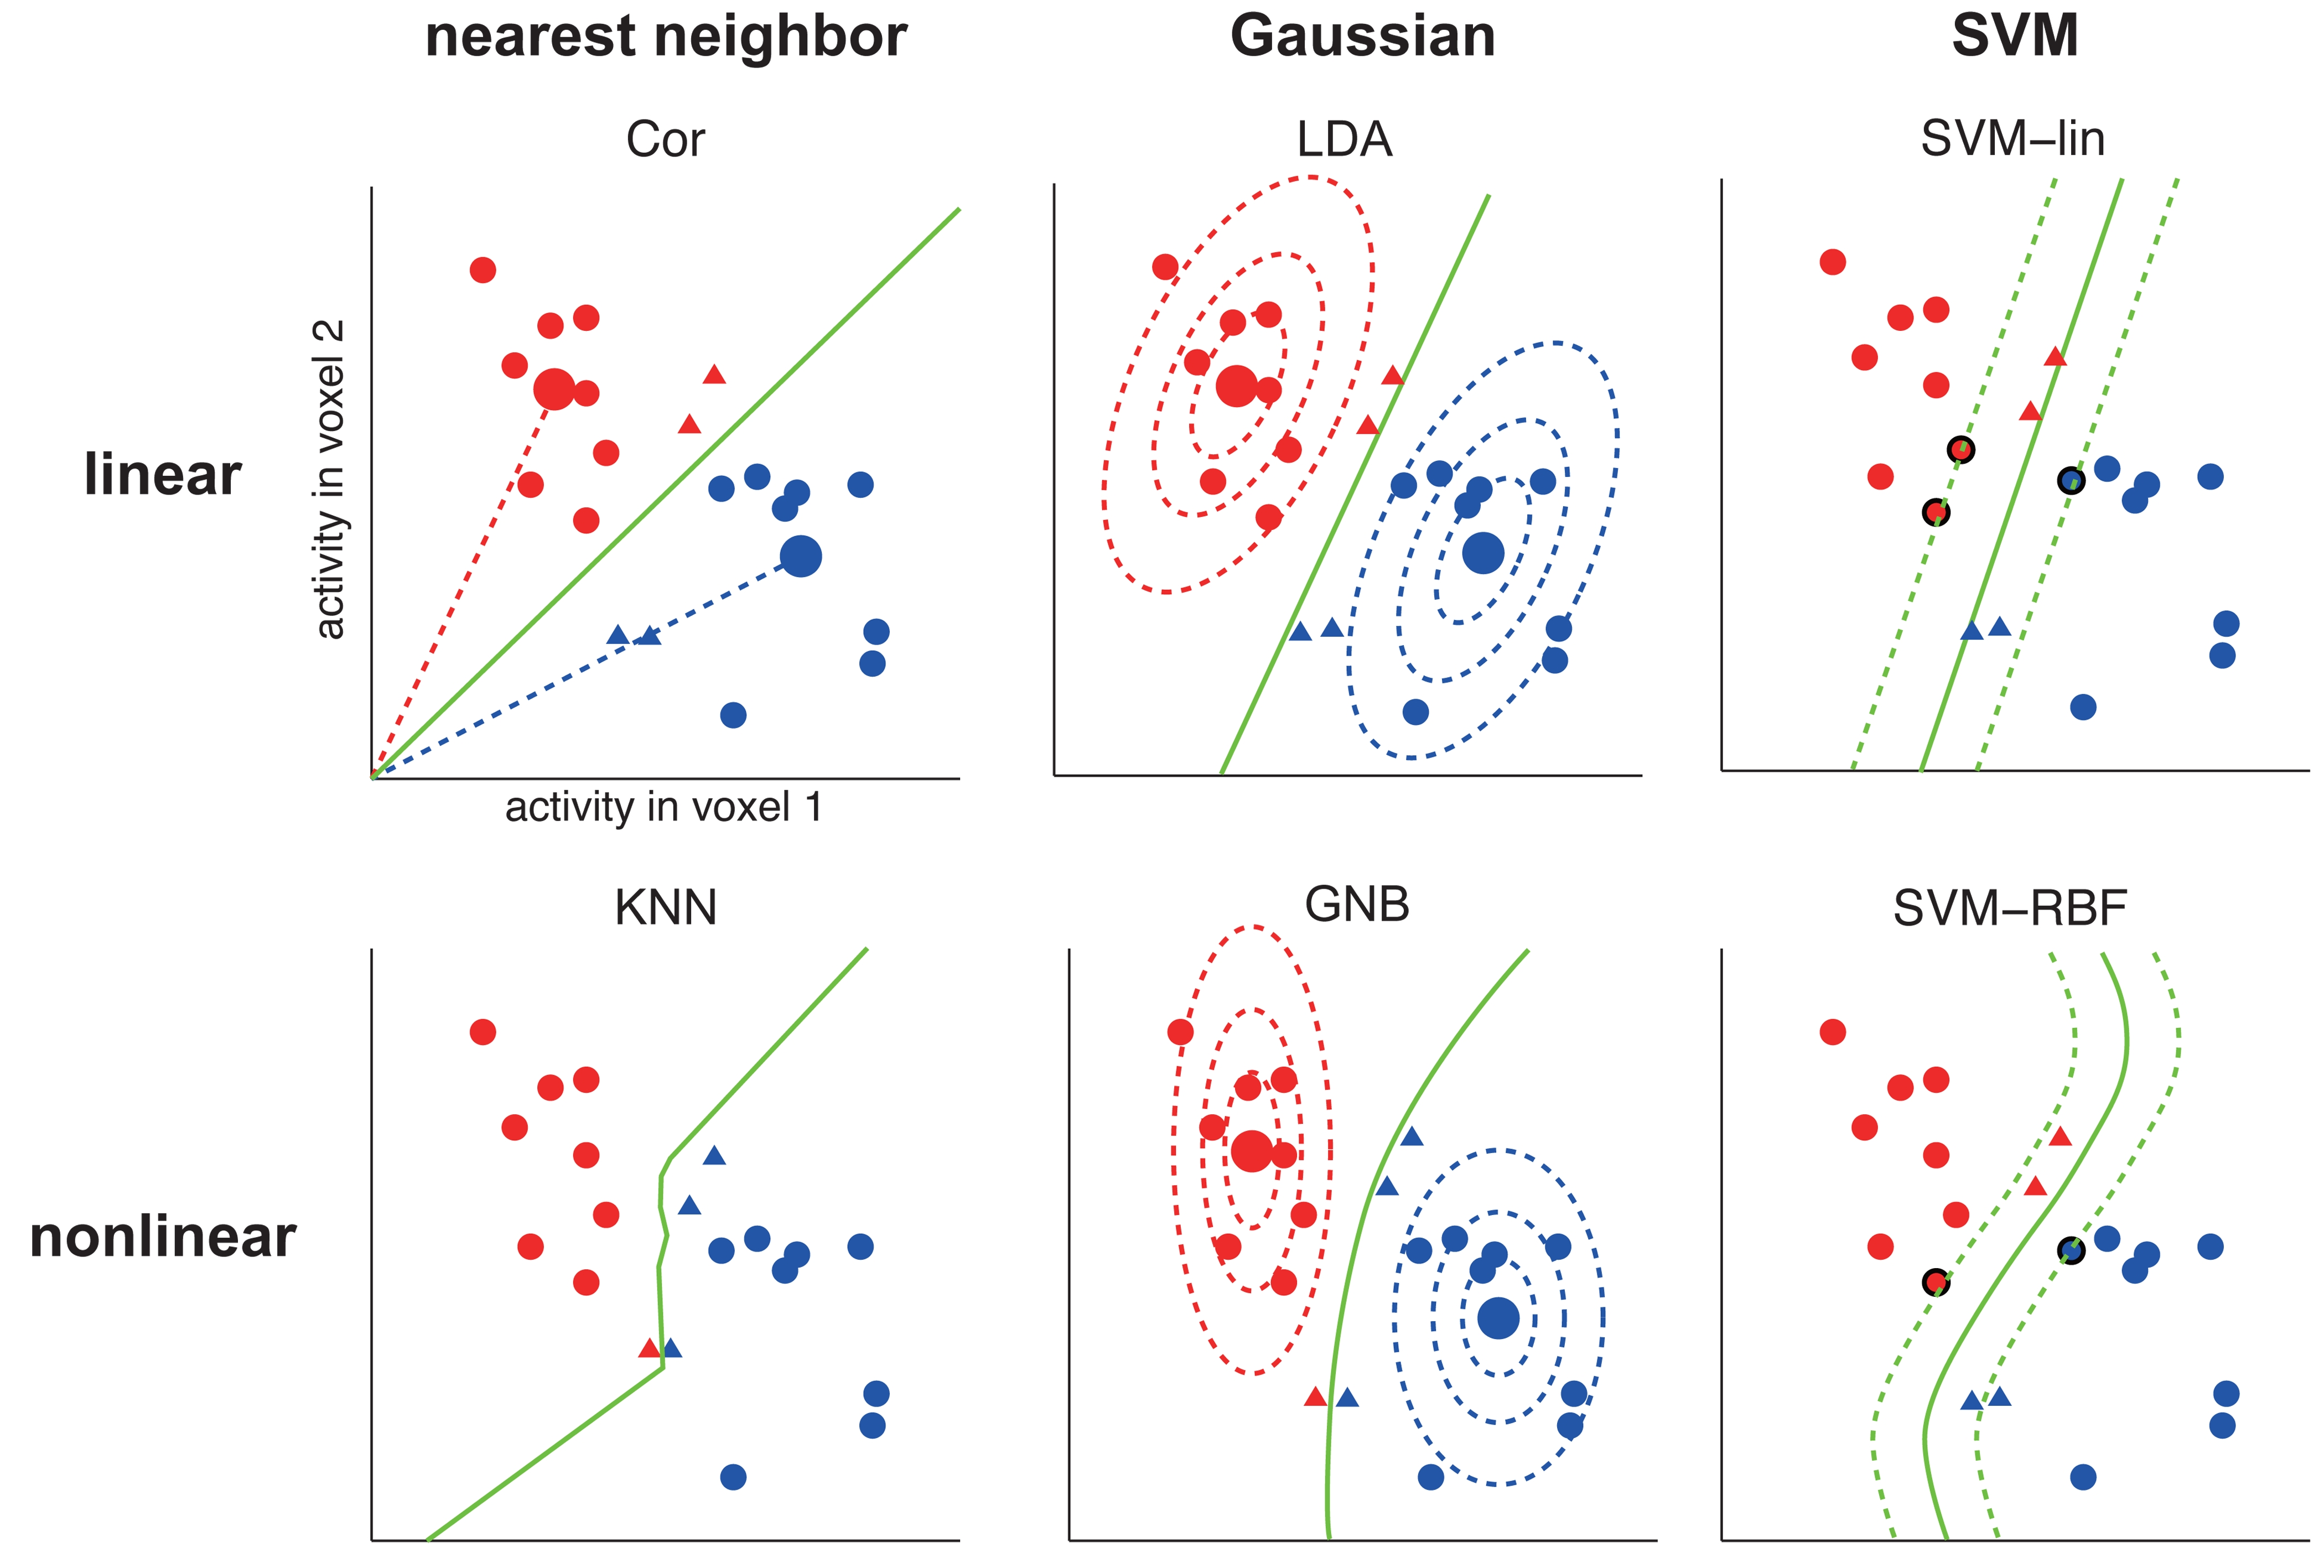 nearest neighbor
Gaussian
SVM
Cor
LDA
SVM–lin
linear
activity in voxel 2
activity in voxel 1
KNN
GNB
SVM–RBF
nonlinear